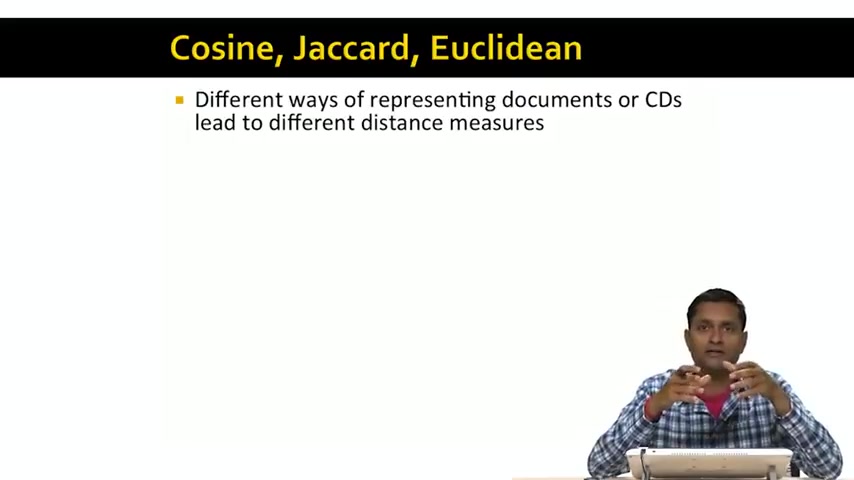 Cosine, Jaccard, Euclidean
Different ways of representing documents or CDs
lead to different distance measures